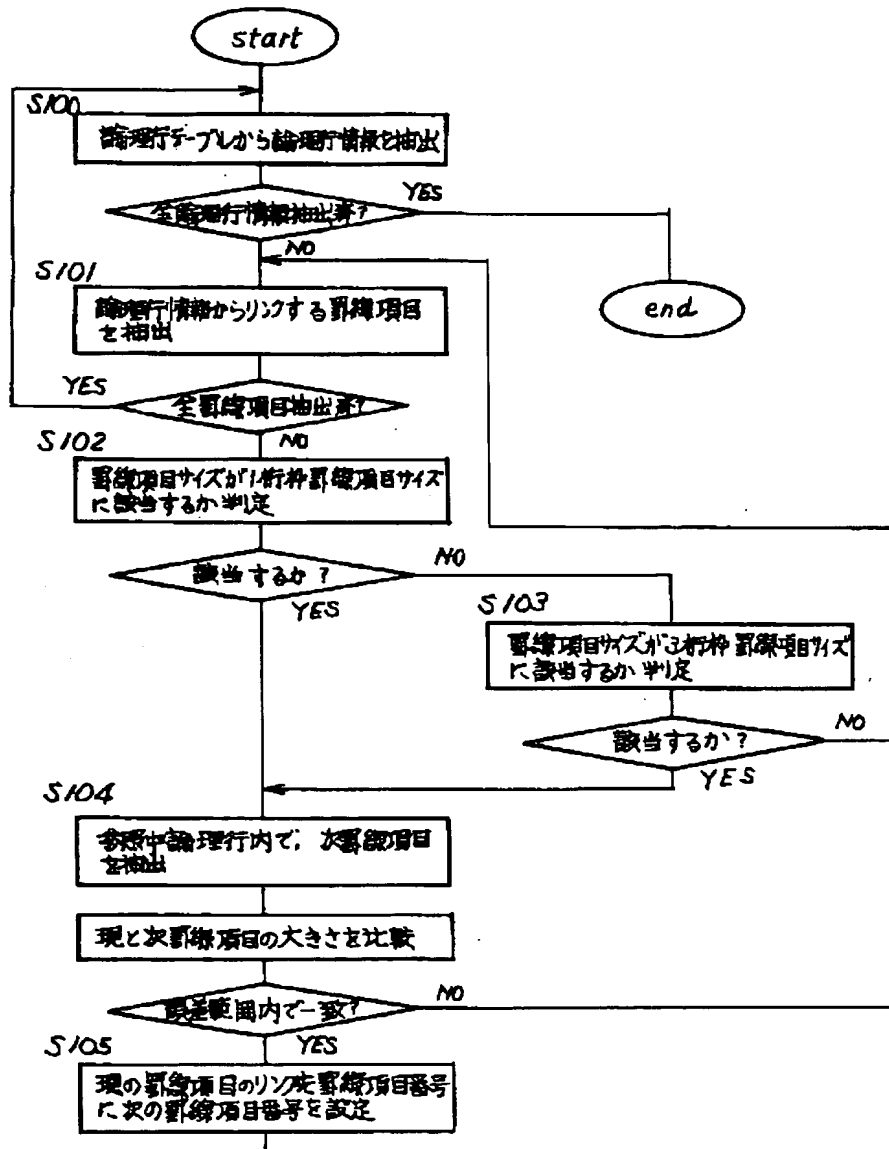 start
S100
論理行テーブルから論理行情報を抽出
全論理行情報抽出済?
YES
NO
S101
論理行情報からリンクする罫線項目
を抽出
end
全罫線項目抽出済?
YES
NO
S102
罫線項目サイズが1桁枠罫線項目サイズ
に該当するか判定
該当するか?
NO
YES
S103
罫線項目サイズが3桁枠罫線項目サイズ
に該当するか判定
該当するか?
NO
YES
S104
参照中論理行内で,次罫線項目
を抽出
現と次罫線項目の大きさを比較
誤差範囲内で一致?
NO
YES
S105
現の罫線項目のリンク先罫線項目番号
に次の罫線項目番号を設定